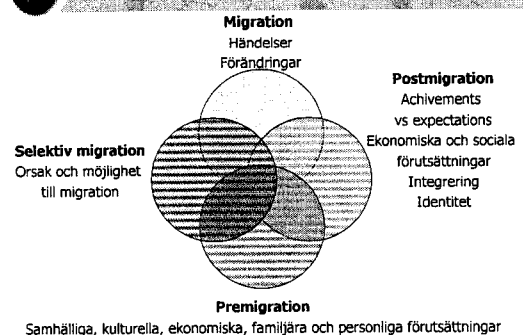 Migration
Händelser
Förändringar
Postmigration
Achivements
vs expectations
Ekonomiska och sociala
förutsättningar
Integrering
Identitet
Selektiv migration
Orsak och möjlighet
till migration
Premigration
Samhälliga, kulturella, ekonomiska, familjära och personliga förutsättningar